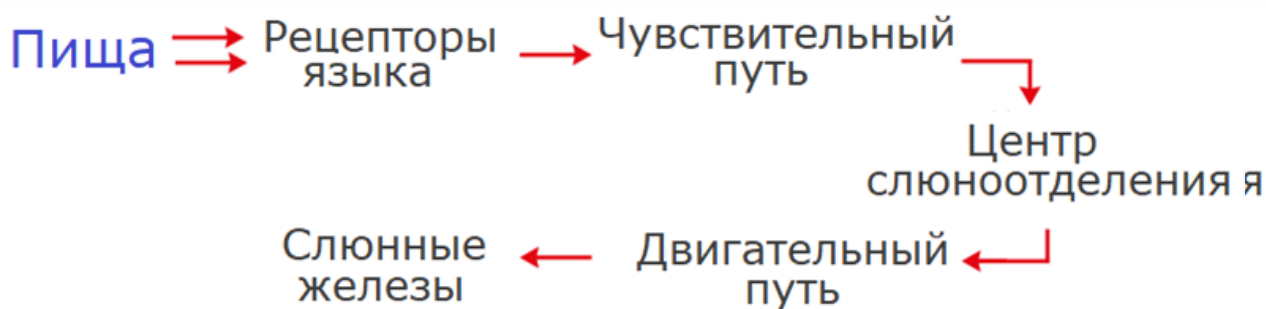 Пища
Рецепторы
языка
Чувствительный
путь
Центр
слюноотделения я
Двигательный
путь
Слюнные
железы